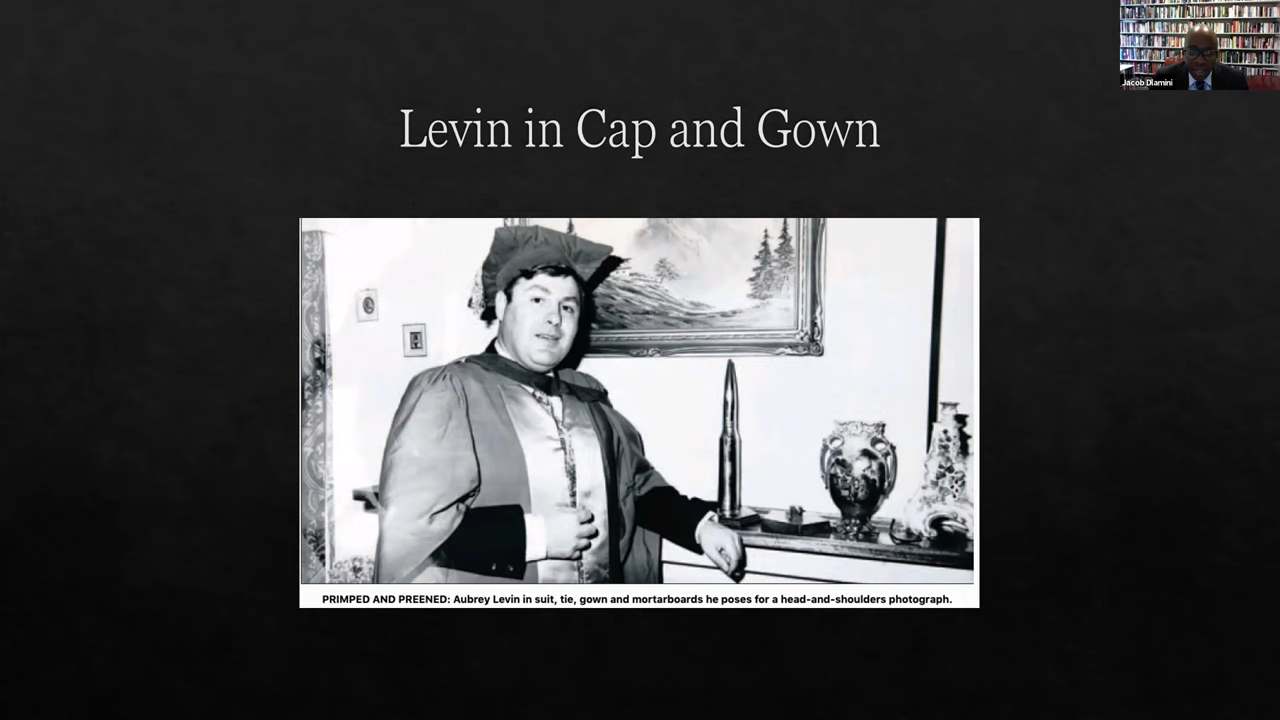 Jacob Dlamini
Levin in Cap and Gown
PRIMPED AND PREENED: Aubrey Levin in suit, tie, gown and mortarboards he poses for a head-and-shoulders photograph.